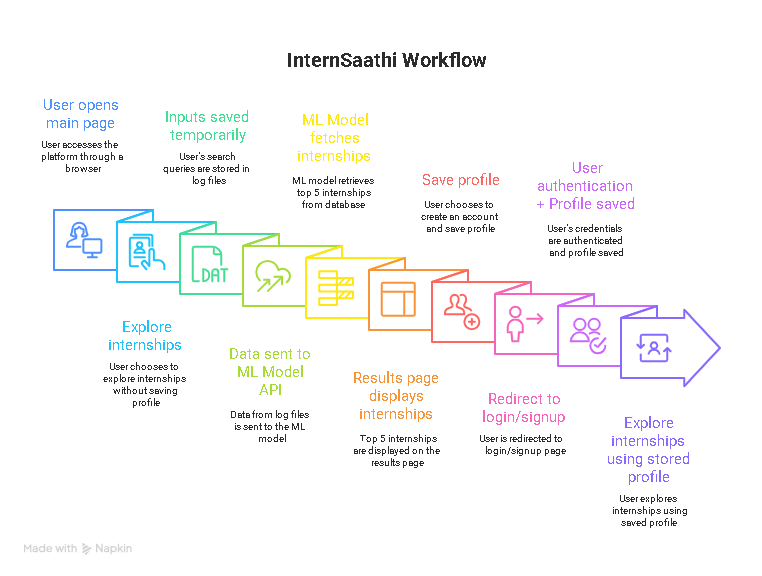 InternSaathi Workflow
User opens
main page
User accesses the
platform through a
browser
Inputs saved
temporarily
User's search
queries are stored in
log files
ML Model
fetches
internships
ML model retrieves
top 5 internships
from database
Save profile
User chooses to
create an account
and save profile
User
authentication
+ Profile saved
User's credentials
are authenticated
and profile saved
DAT
Explore
internships
User chooses to
explore internships
without saving
profile
Data sent to
ML Model
API
Data from log files
is sent to the ML
model
Results page
displays
internships
Top 5 internships
are displayed on the
results page
Redirect to
login/signup
User is redirected to
login/signup page
Explore
internships
using stored
profile
User explores
internships using
saved profile
Made with Napkin